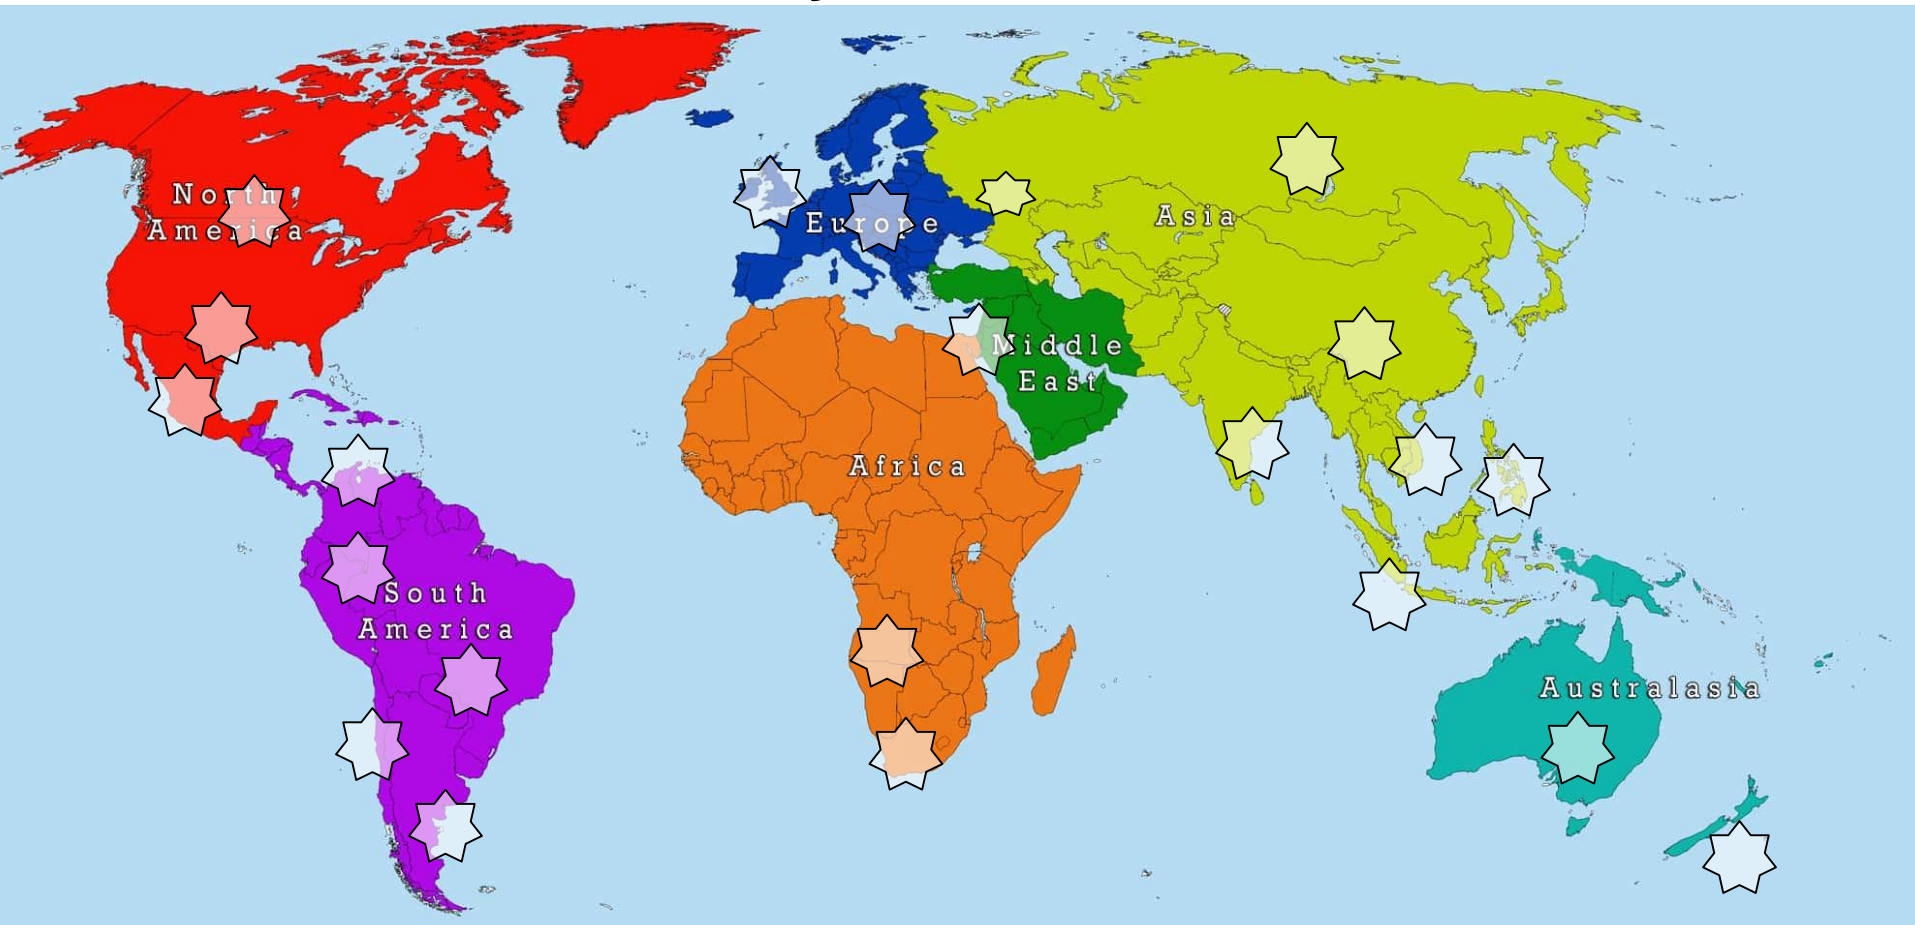 North
America
Europe
Asia
Middle
East
Africa
South
America
Australasia